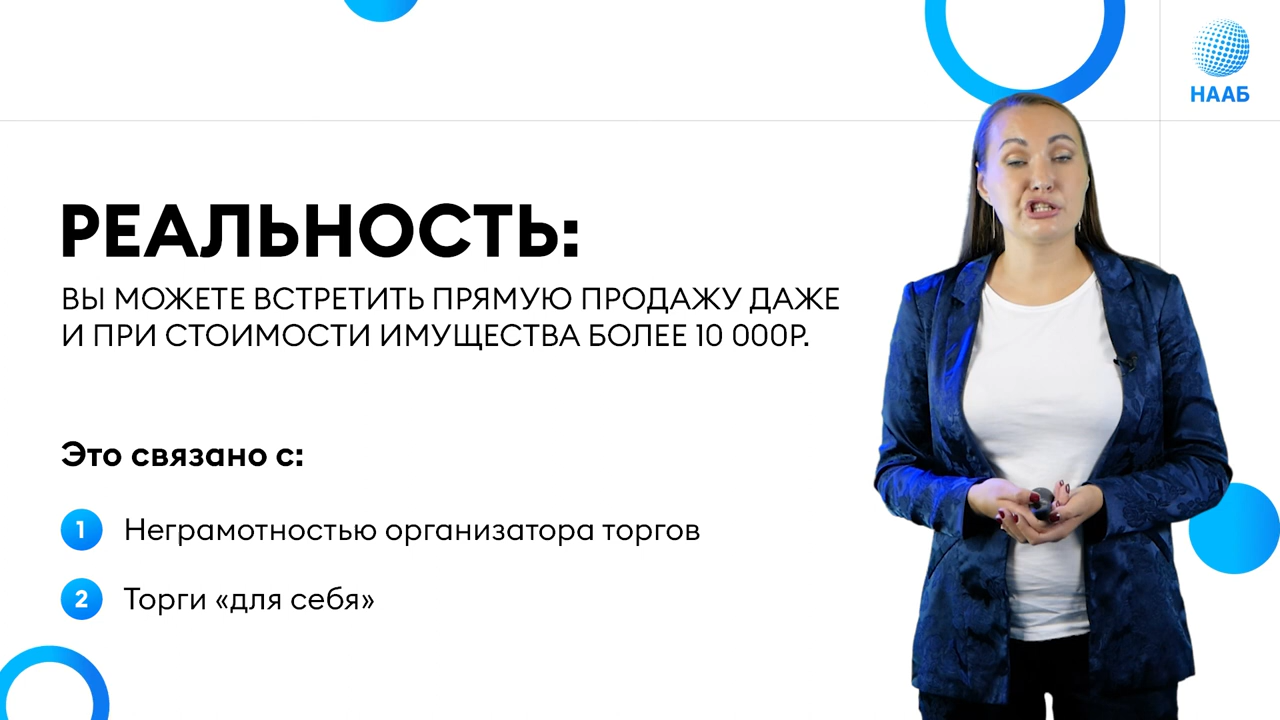 НААБ
РЕАЛЬНОСТЬ:
ВЫ МОЖЕТЕ ВСТРЕТИТЬ ПРЯМУЮ ПРОДАЖУ ДАЖЕ
И ПРИ СТОИМОСТИ ИМУЩЕСТВА БОЛЕЕ 10 000Р.
Это связано с:
1 Неграмотностью организатора торгов
2 Торги «для себя»